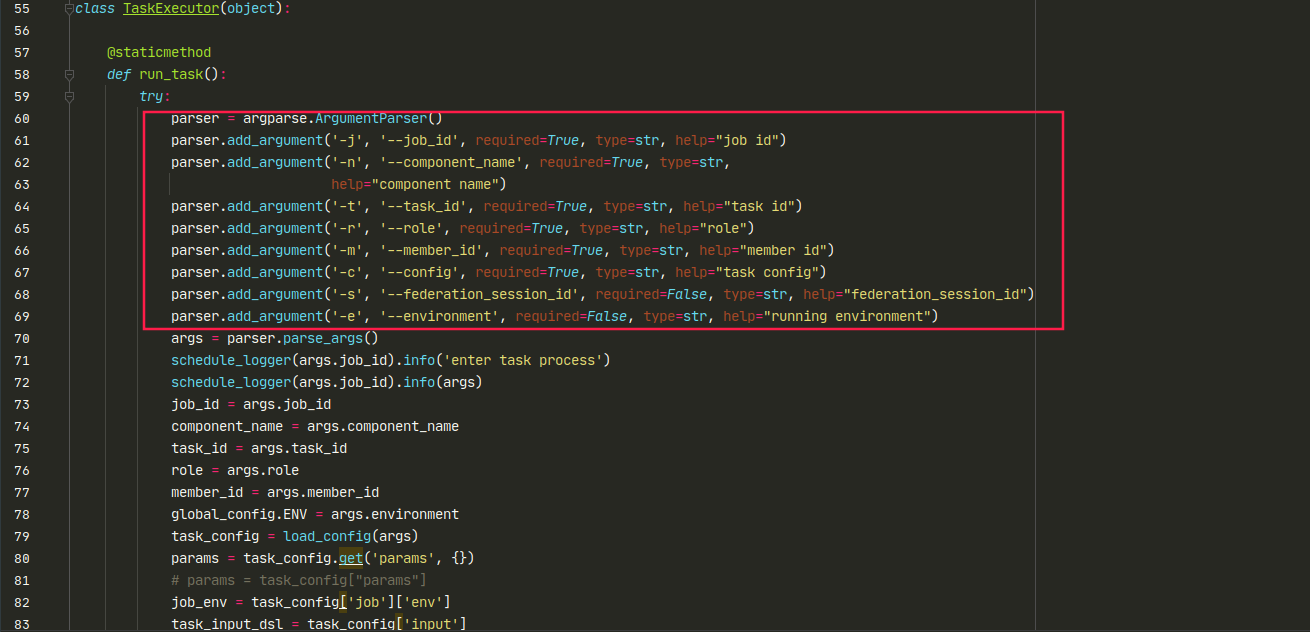 55 class TaskExecutor(object):
56
57 @staticmethod
58 def run_task():
59 try:
60 parser = argparse.ArgumentParser()
61 parser.add_argument('-j', '--job_id', required=True, type=str, help="job id")
62 parser.add_argument('-n', '--component_name', required=True, type=str,
63 help="component name")
64 parser.add_argument('-t', '--task_id', required=True, type=str, help="task id")
65 parser.add_argument('-r', '--role', required=True, type=str, help="role")
66 parser.add_argument('-m', '--member_id', required=True, type=str, help="member id")
67 parser.add_argument('-c', '--config', required=True, type=str, help="task config")
68 parser.add_argument('-s', '--federation_session_id', required=False, type=str, help="federation_session_id")
69 parser.add_argument('-e', '--environment', required=False, type=str, help="running environment")
70 args = parser.parse_args()
71 schedule_logger(args.job_id).info('enter task process')
72 schedule_logger(args.job_id).info(args)
73 job_id = args.job_id
74 component_name = args.component_name
75 task_id = args.task_id
76 role = args.role
77 member_id = args.member_id
78 global_config.ENV = args.environment
79 task_config = load_config(args)
80 params = task_config.get('params', {})
81 # params = task_config["params"]
82 job_env = task_config['job']['env']
83 task_input_dsl = task_config['input']